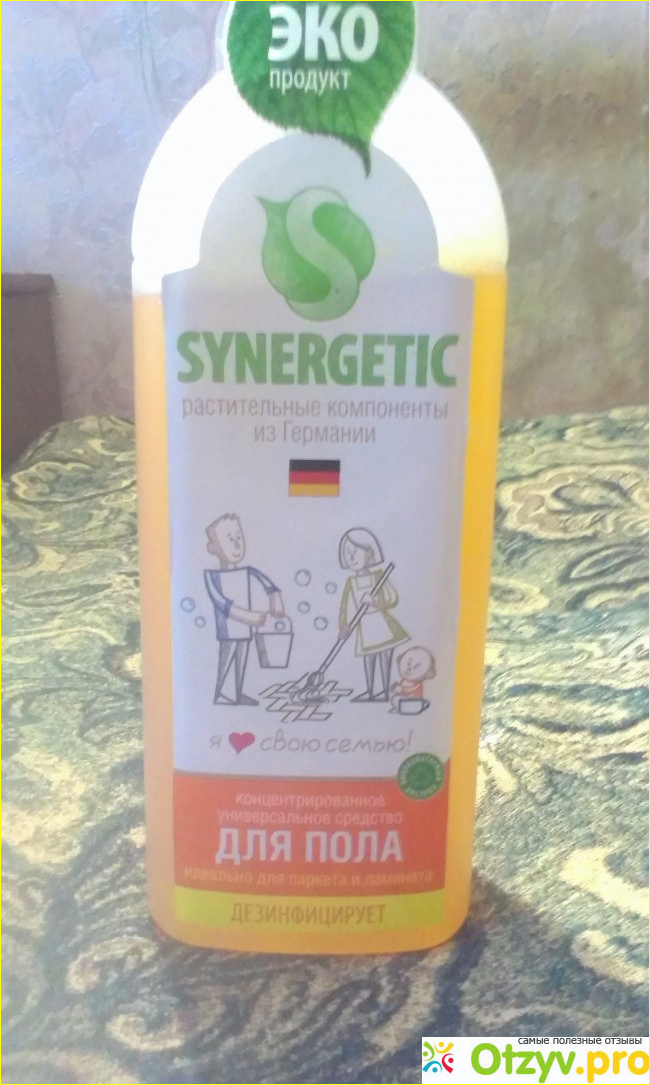 ЭКО
продукт
S
SYNERGETIC
растительные компоненты
из Германии
я свою семью!
концентрированное
универсальное средство
ДЛЯ ПОЛА
идеально для паркета и ламината
ДЕЗИНФИЦИРУЕТ
самые полезные отзывы
Otzyv.pro